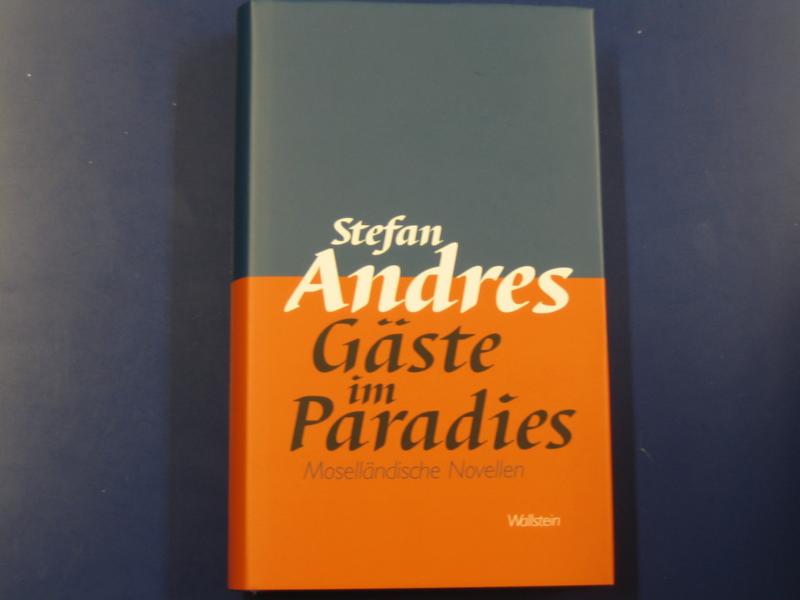 Stefan
Andres
Gäste
im
Paradies
Moselländische Novellen
Wallstein